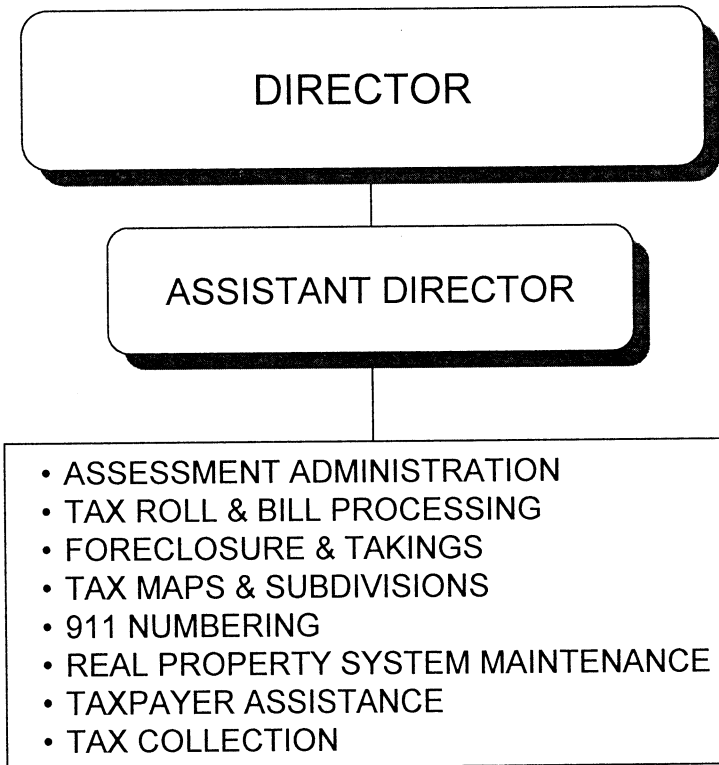 DIRECTOR
ASSISTANT DIRECTOR
• ASSESSMENT ADMINISTRATION
• TAX ROLL & BILL PROCESSING
• FORECLOSURE & TAKINGS
• TAX MAPS & SUBDIVISIONS
• 911 NUMBERING
• REAL PROPERTY SYSTEM MAINTENANCE
• TAXPAYER ASSISTANCE
• TAX COLLECTION